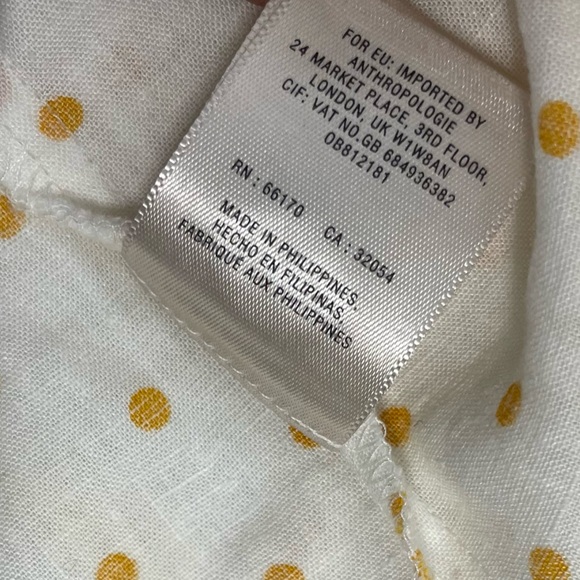 FOR EU: IMPORTED BY
ANTHROPOLOGIE
24 MARKET PLACE, 3RD FLOOR,
LONDON, UK W1W8AN
CIF: VAT NO.GB 684936382
OB812181
RN : 66170 CA : 32054
MADE IN PHILIPPINES,
HECHO EN FILIPINAS,
FABRIQUE AUX PHILIPPINES